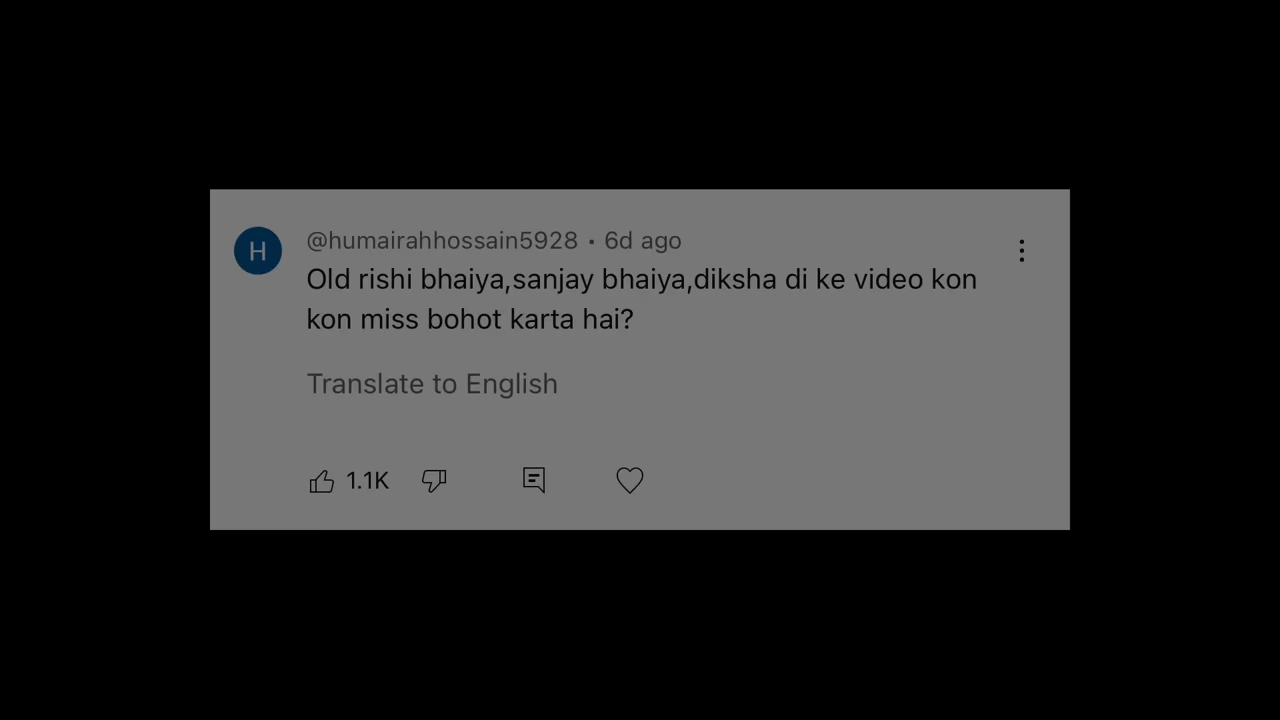 H
@humairahhossain5928 • 6d ago
Old rishi bhaiya,sanjay bhaiya,diksha di ke video kon
kon miss bohot karta hai?
Translate to English
1.1K